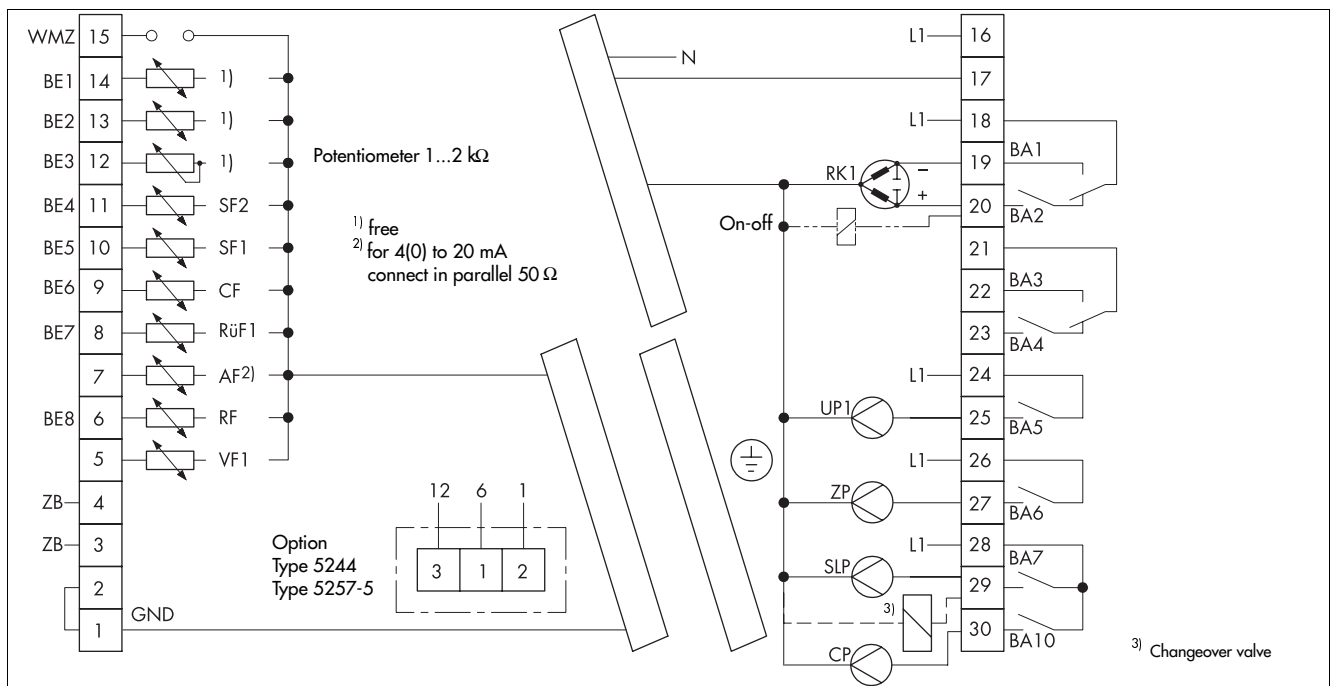 WMZ 15
BE1 14 1)
BE2 13 1)
BE3 12 1)
BE4 11 SF2
BE5 10 SF1
BE6 9 CF
BE7 8 RüF1
7 AF2)
BE8 6 RF
5 VF1
ZB 4
ZB 3
2
1 GND
Potentiometer 1...2 kΩ
1) free
2) for 4(0) to 20 mA
connect in parallel 50 Ω
12 6 1
3 1 2
Option
Type 5244
Type 5257-5
N
L1 16
17
L1 18
RK1 − 19 BA1
+ 20 BA2
On-off
21
22 BA3
23 BA4
L1 24
UP1 25 BA5
L1 26
ZP 27 BA6
L1 28 BA7
SLP 29
3)
CP 30 BA10
3) Changeover valve